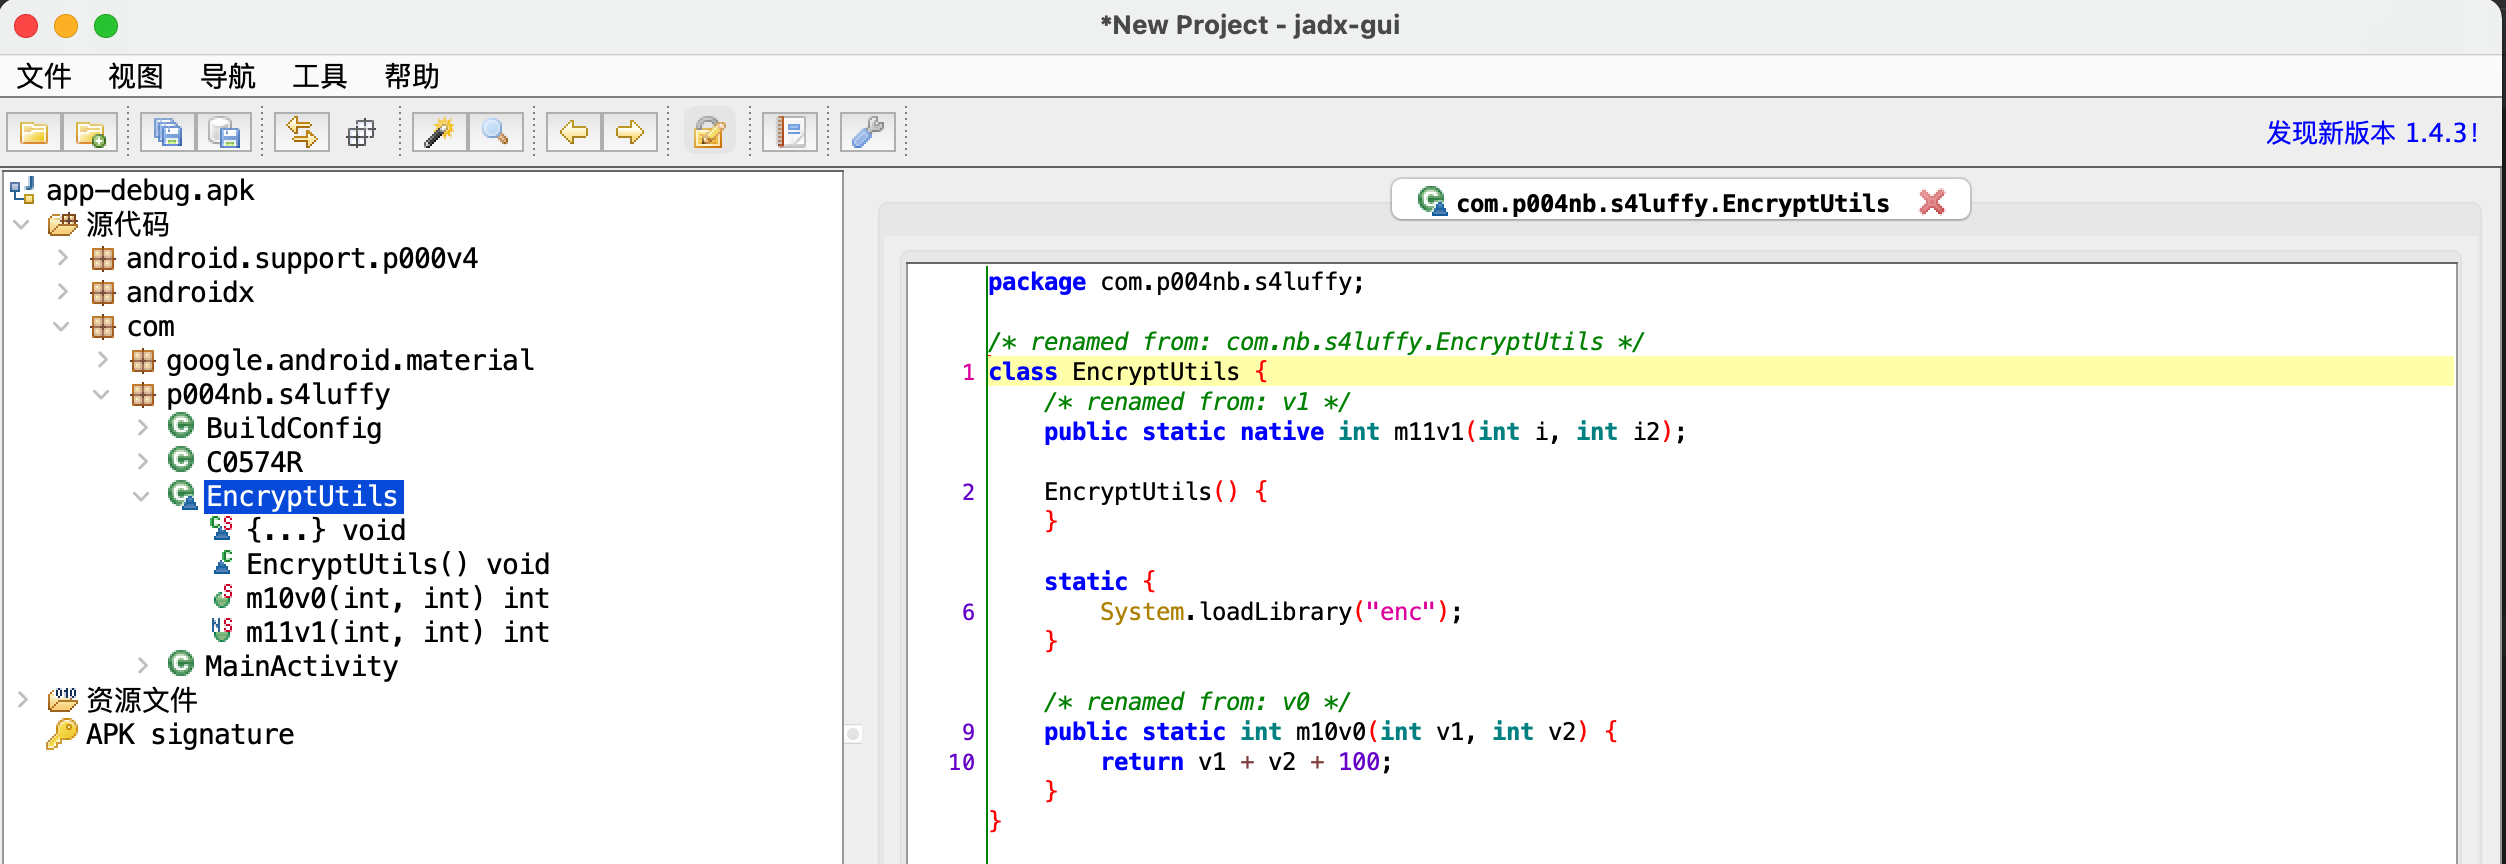 *New Project - jadx-gui
文件 视图 导航 工具 帮助
发现新版本 1.4.3!
app-debug.apk
源代码
android.support.p000v4
androidx
com
google.android.material
p004nb.s4luffy
BuildConfig
C0574R
EncryptUtils
{...} void
EncryptUtils() void
m10v0(int, int) int
m11v1(int, int) int
MainActivity
资源文件
APK signature
com.p004nb.s4luffy.EncryptUtils
package com.p004nb.s4luffy;
/* renamed from: com.nb.s4luffy.EncryptUtils */
1 class EncryptUtils {
/* renamed from: v1 */
public static native int m11v1(int i, int i2);
2 EncryptUtils() {
}
static {
6 System.loadLibrary("enc");
}
/* renamed from: v0 */
9 public static int m10v0(int v1, int v2) {
10 return v1 + v2 + 100;
}
}